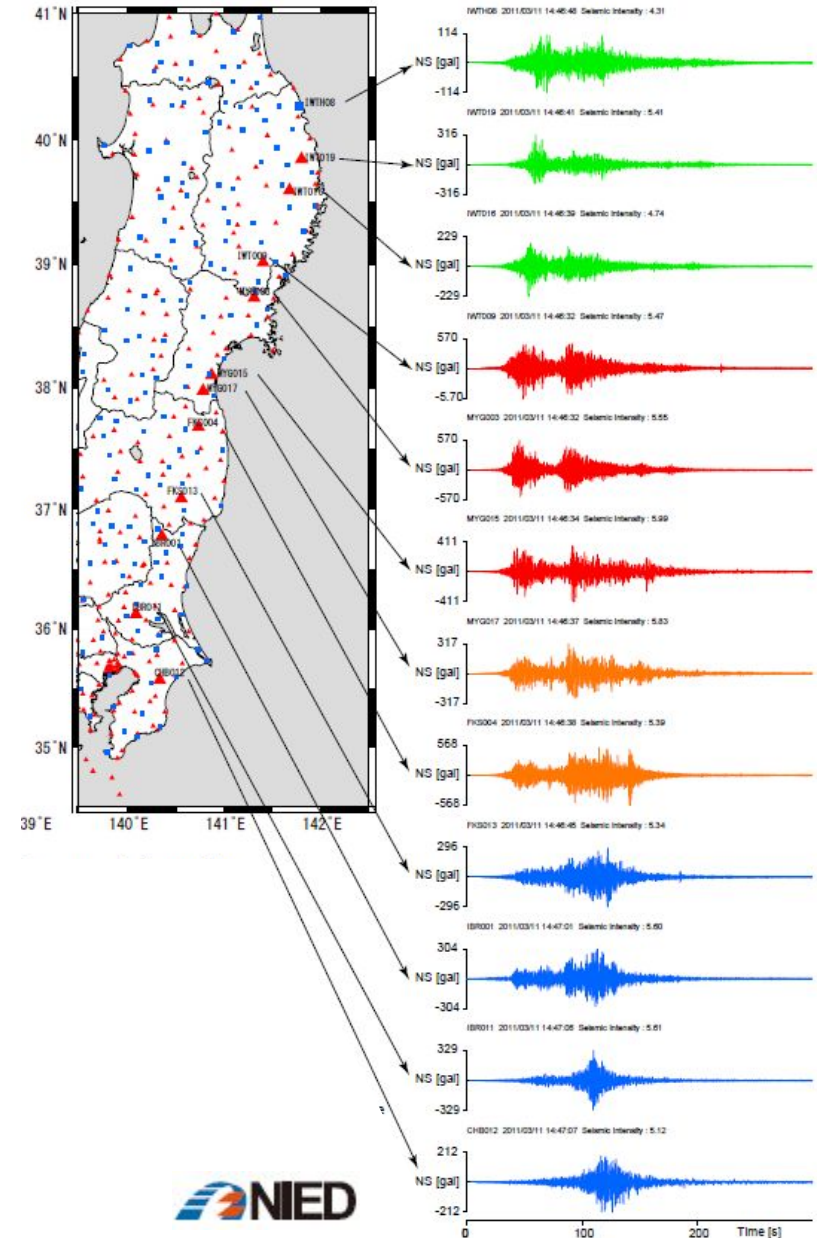 41°N
40°N
39°N
38°N
37°N
36°N
35°N
39°E
140°E
141°E
142°E
IWTH08
IWT019
IWT009
MYG015
MYG017
FKS013
NIED
IWTH08 2011/03/11 14:46:48 Seismic Intensity : 4.31
114
NS [gal]
-114
IWT019 2011/03/11 14:46:41 Seismic Intensity : 5.41
316
NS [gal]
-316
IWT016 2011/03/11 14:46:39 Seismic Intensity : 4.74
229
NS [gal]
-229
IWT009 2011/03/11 14:46:32 Seismic Intensity : 5.47
570
NS [gal]
-5.70
MYG003 2011/03/11 14:46:32 Seismic Intensity : 5.55
570
NS [gal]
-570
MYG015 2011/03/11 14:46:34 Seismic Intensity : 5.99
411
NS [gal]
-411
MYG017 2011/03/11 14:46:37 Seismic Intensity : 5.83
317
NS [gal]
-317
FKS004 2011/03/11 14:46:38 Seismic Intensity : 5.39
568
NS [gal]
-568
FKS013 2011/03/11 14:46:45 Seismic Intensity : 5.34
296
NS [gal]
-296
IBR001 2011/03/11 14:47:01 Seismic Intensity : 5.60
304
NS [gal]
-304
IBR011 2011/03/11 14:47:06 Seismic Intensity : 5.61
329
NS [gal]
-329
CHB012 2011/03/11 14:47:07 Seismic Intensity : 5.12
212
NS [gal]
-212
0
100
200
Time [s]